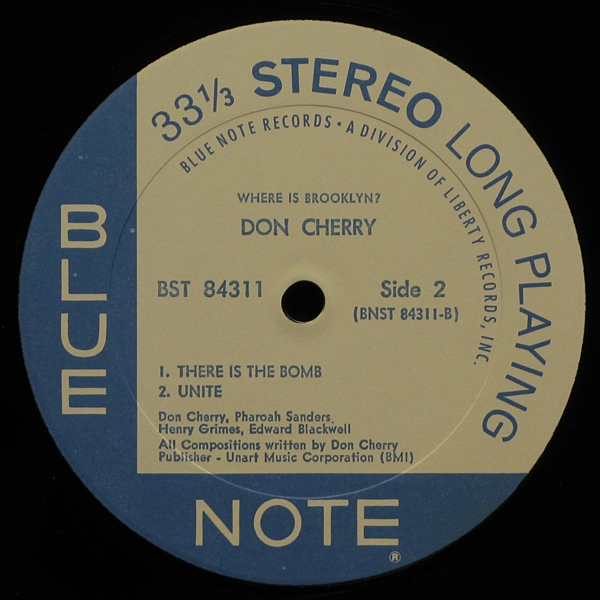 33⅓ STEREO LONG PLAYING
BLUE NOTE RECORDS • A DIVISION OF LIBERTY RECORDS, INC.
WHERE IS BROOKLYN?
DON CHERRY
BST 84311
Side 2
(BNST 84311-B)
1. THERE IS THE BOMB
2. UNITE
Don Cherry, Pharoah Sanders,
Henry Grimes, Edward Blackwell
All Compositions written by Don Cherry
Publisher - Unart Music Corporation (BMI)
BLUE
NOTE
®